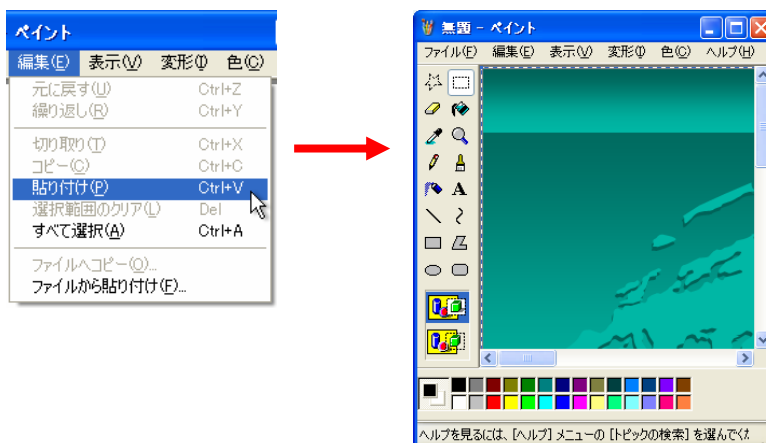 ペイント
編集(E) 表示(V) 変形(I) 色(C)
元に戻す(U) Ctrl+Z
繰り返し(R) Ctrl+Y
切り取り(T) Ctrl+X
コピー(C) Ctrl+C
貼り付け(P) Ctrl+V
選択範囲のクリア(L) Del
すべて選択(A) Ctrl+A
ファイルへコピー(O)...
ファイルから貼り付け(F)...
無題 - ペイント
ファイル(F) 編集(E) 表示(V) 変形(I) 色(C) ヘルプ(H)
A
ヘルプを見るには、[ヘルプ] メニューの [トピックの検索] を選んでくだ